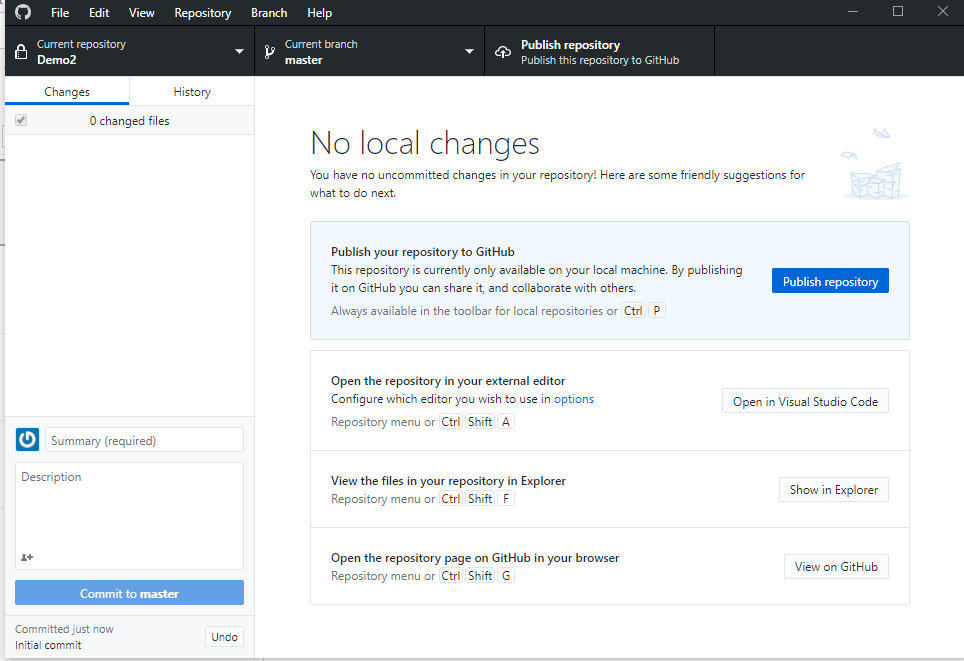 File Edit View Repository Branch Help
Current repository
Demo2
Current branch
master
Publish repository
Publish this repository to GitHub
Changes History
0 changed files
No local changes
You have no uncommitted changes in your repository! Here are some friendly suggestions for
what to do next.
Publish your repository to GitHub
This repository is currently only available on your local machine. By publishing
it on GitHub you can share it, and collaborate with others.
Always available in the toolbar for local repositories or Ctrl P
Publish repository
Open the repository in your external editor
Configure which editor you wish to use in options
Repository menu or Ctrl Shift A
Open in Visual Studio Code
View the files in your repository in Explorer
Repository menu or Ctrl Shift F
Show in Explorer
Open the repository page on GitHub in your browser
Repository menu or Ctrl Shift G
View on GitHub
Summary (required)
Description
Commit to master
Committed just now
Initial commit
Undo